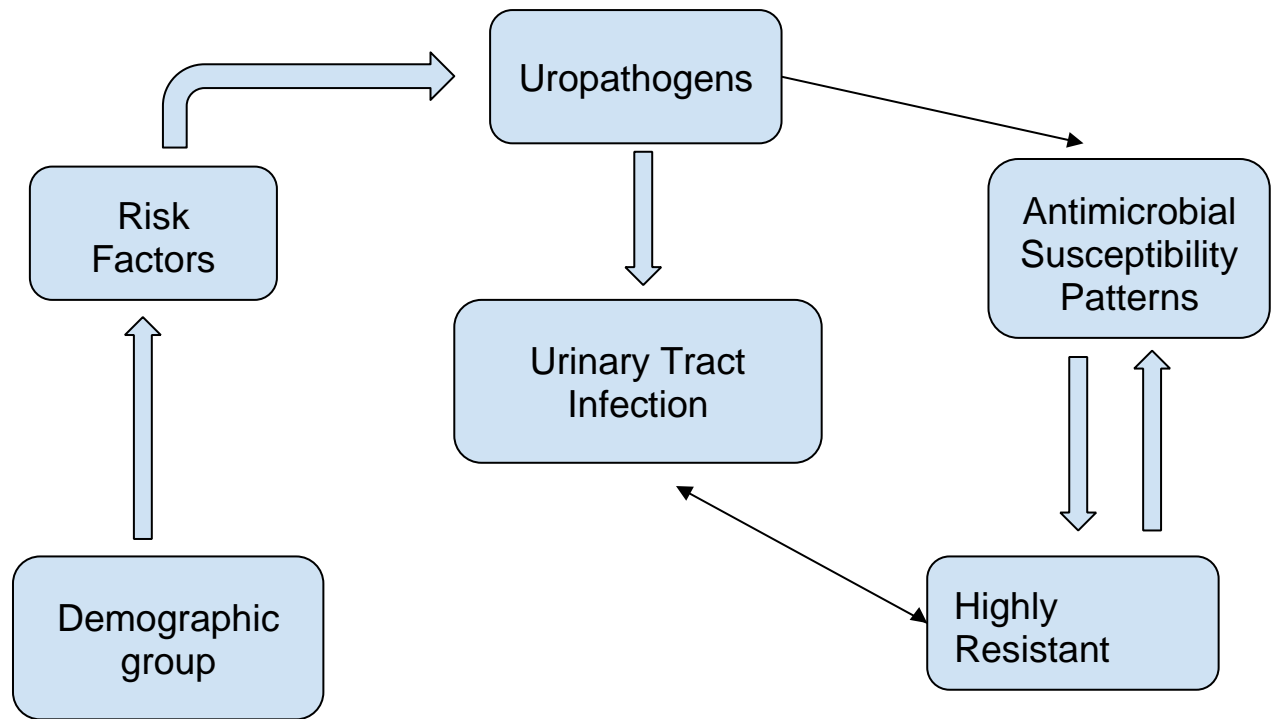 Uropathogens
Risk
Factors
Antimicrobial
Susceptibility
Patterns
Urinary Tract
Infection
Demographic
group
Highly
Resistant